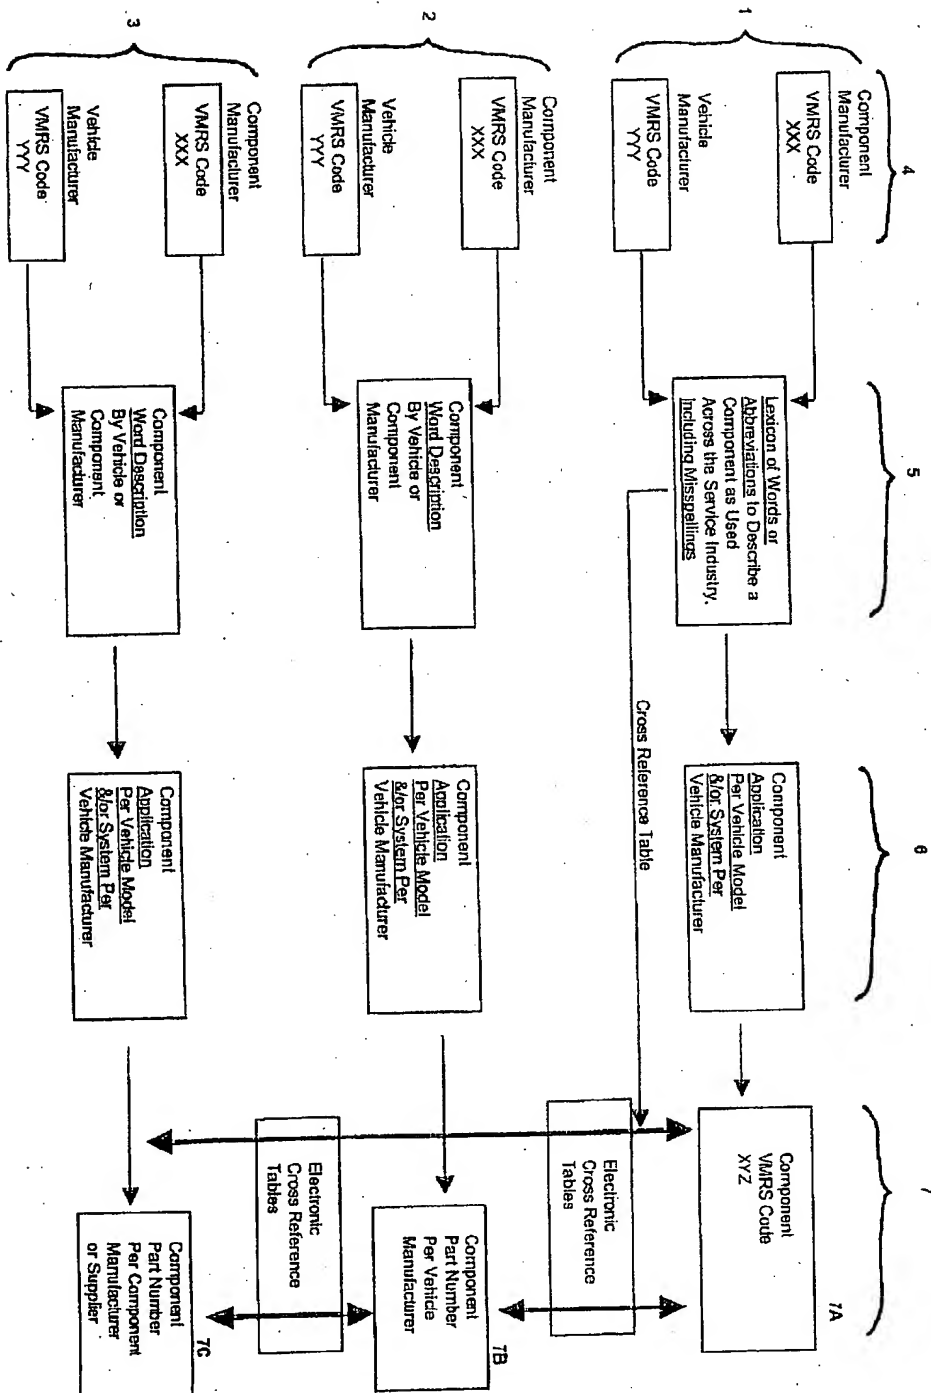 4
5
6
7
1
Component
Manufacturer
VMRS Code
XXX
Vehicle
Manufacturer
VMRS Code
YYY
Lexicon of Words or
Abbreviations to Describe a
Component as Used
Across the Service Industry.
Including Misspellings
Component
Application
Per Vehicle Model
&/or System Per
Vehicle Manufacturer
Component
VMRS Code
XYZ
7A
Cross Reference Table
Electronic
Cross Reference
Tables
2
Component
Manufacturer
VMRS Code
XXX
Vehicle
Manufacturer
VMRS Code
YYY
Component
Word Description
By Vehicle or
Component
Manufacturer
Component
Application
Per Vehicle Model
&/or System Per
Vehicle Manufacturer
Component
Part Number
Per Vehicle
Manufacturer
7B
Electronic
Cross Reference
Tables
3
Component
Manufacturer
VMRS Code
XXX
Vehicle
Manufacturer
VMRS Code
YYY
Component
Word Description
By Vehicle or
Component
Manufacturer
Component
Application
Per Vehicle Model
&/or System Per
Vehicle Manufacturer
Component
Part Number
Per Component
Manufacturer
or Supplier
7C